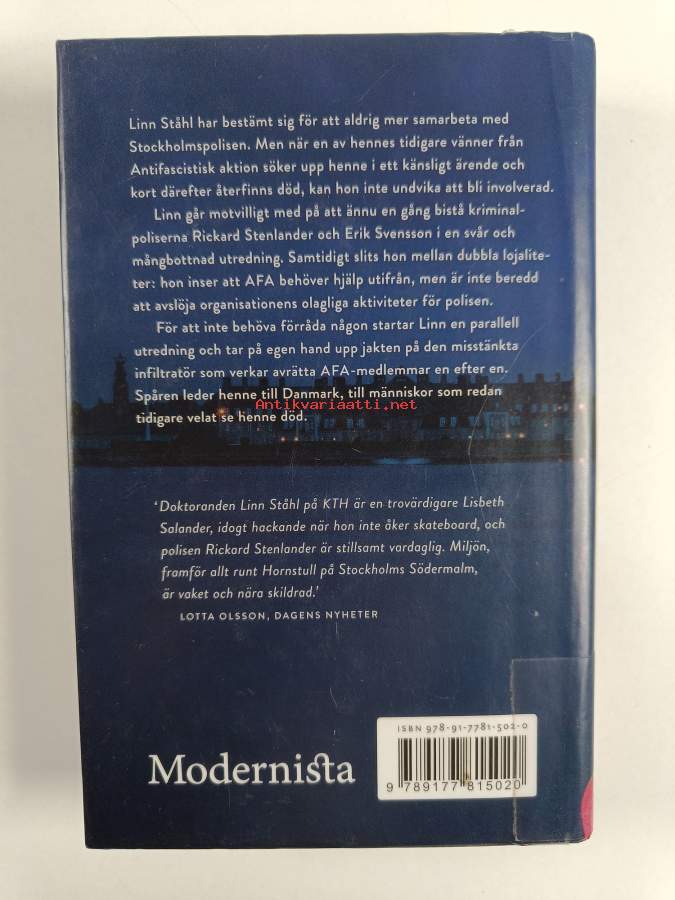 Linn Ståhl har bestämt sig för att aldrig mer samarbeta med
Stockholmspolisen. Men när en av hennes tidigare vänner från
Antifascistisk aktion söker upp henne i ett känsligt ärende och
kort därefter återfinns död, kan hon inte undvika att bli involverad.
Linn går motvilligt med på att ännu en gång bistå kriminal-
poliserna Rickard Stenlander och Erik Svensson i en svår och
mångbottnad utredning. Samtidigt slits hon mellan dubbla lojalite-
ter: hon inser att AFA behöver hjälp utifrån, men är inte beredd
att avslöja organisationens olagliga aktiviteter för polisen.
För att inte behöva förråda någon startar Linn en parallell
utredning och tar på egen hand upp jakten på den misstänkta
infiltratör som verkar avrätta AFA-medlemmar en efter en.
Spåren leder henne till Danmark, till människor som redan
Antikvariaatti.net
tidigare velat se henne död.
'Doktoranden Linn Ståhl på KTH är en trovärdigare Lisbeth
Salander, idogt hackande när hon inte åker skateboard, och
polisen Rickard Stenlander är stillsamt vardaglig. Miljön,
framför allt runt Hornstull på Stockholms Södermalm,
är vaket och nära skildrad.'
LOTTA OLSSON, DAGENS NYHETER
ISBN 978-91-7781-502-0
9 789177 815020
Modernista